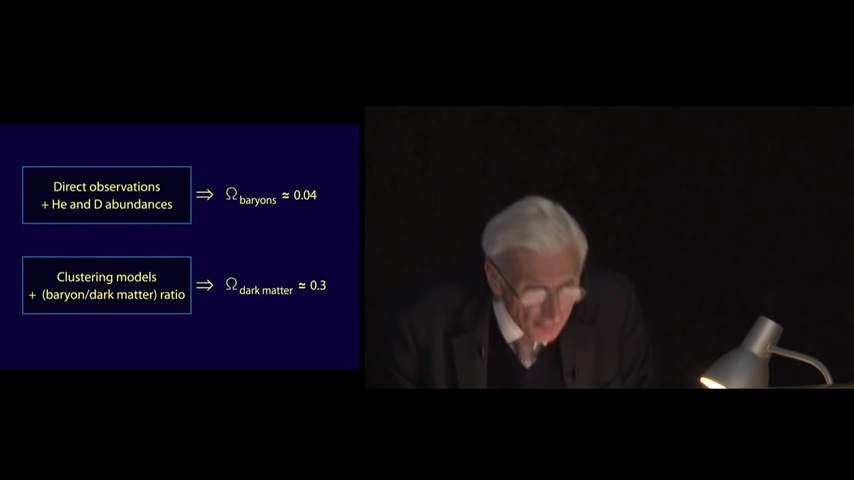 Direct observations
+ He and D abundances
⇒ Ω baryons ≃ 0.04
Clustering models
+ (baryon/dark matter) ratio
⇒ Ω dark matter ≃ 0.3